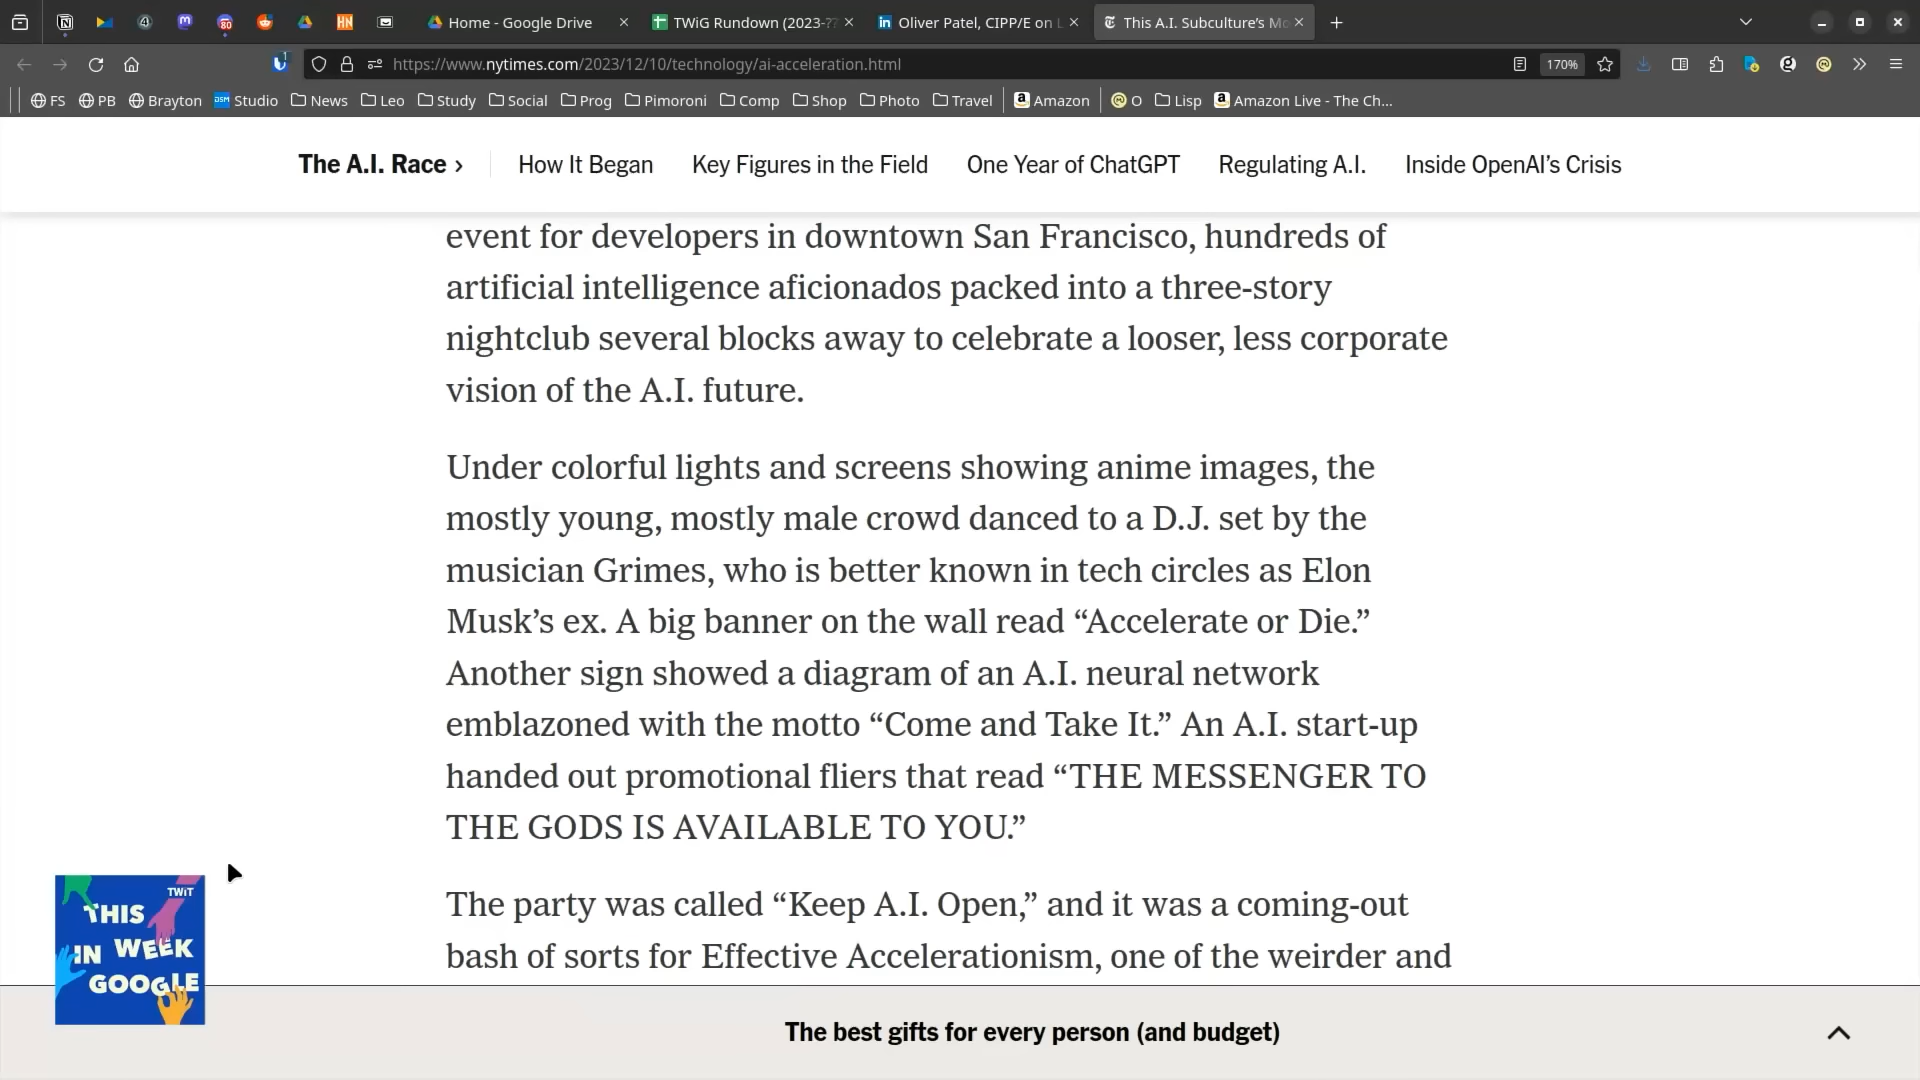 Home - Google Drive
TWiG Rundown (2023-??
Oliver Patel, CIPP/E on L
This A.I. Subculture's Mo
https://www.nytimes.com/2023/12/10/technology/ai-acceleration.html
170%
FS PB Brayton DSM Studio News Leo Study Social Prog Pimoroni Comp Shop Photo Travel Amazon O Lisp Amazon Live - The Ch...
The A.I. Race › How It Began Key Figures in the Field One Year of ChatGPT Regulating A.I. Inside OpenAI's Crisis
event for developers in downtown San Francisco, hundreds of
artificial intelligence aficionados packed into a three-story
nightclub several blocks away to celebrate a looser, less corporate
vision of the A.I. future.
Under colorful lights and screens showing anime images, the
mostly young, mostly male crowd danced to a D.J. set by the
musician Grimes, who is better known in tech circles as Elon
Musk’s ex. A big banner on the wall read “Accelerate or Die.”
Another sign showed a diagram of an A.I. neural network
emblazoned with the motto “Come and Take It.” An A.I. start-up
handed out promotional fliers that read “THE MESSENGER TO
THE GODS IS AVAILABLE TO YOU.”
The party was called “Keep A.I. Open,” and it was a coming-out
bash of sorts for Effective Accelerationism, one of the weirder and
TWiT
THIS
IN WEEK
GOOGLE
The best gifts for every person (and budget)